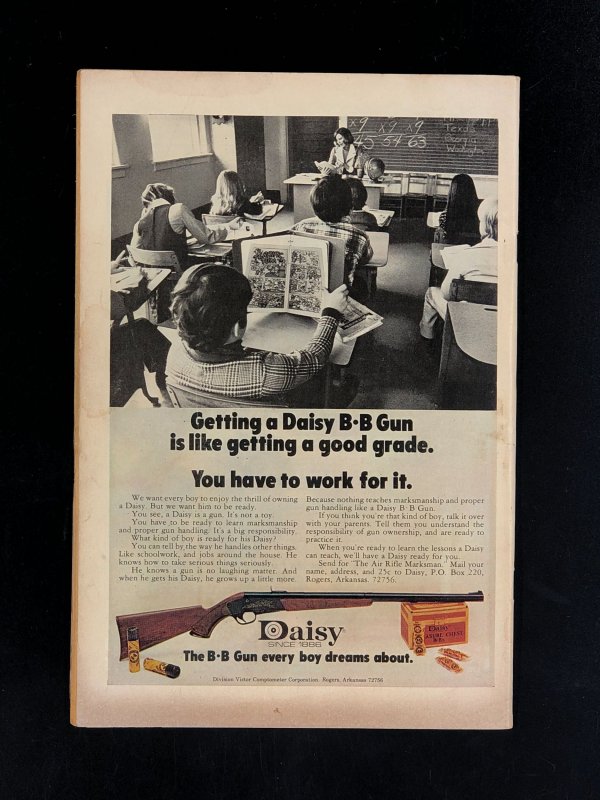 x9 x9 x9
45 54 63
Getting a Daisy B·B Gun
is like getting a good grade.
You have to work for it.
We want every boy to enjoy the thrill of owning
a Daisy. But we want him to be ready.
You see, a Daisy is a gun. It's not a toy.
You have to be ready to learn marksmanship
and proper gun handling. It's a big responsibility.
What kind of boy is ready for his Daisy?
You can tell by the way he handles other things.
Like schoolwork, and jobs around the house. He
knows how to take serious things seriously.
He knows a gun is no laughing matter. And
when he gets his Daisy, he grows up a little more.
Because nothing teaches marksmanship and proper
gun handling like a Daisy B·B Gun.
If you think you're that kind of boy, talk it over
with your parents. Tell them you understand the
responsibility of gun ownership, and are ready to
practice it.
When you're ready to learn the lessons a Daisy
can teach, we'll have a Daisy ready for you.
Send for "The Air Rifle Marksman." Mail your
name, address, and 25¢ to Daisy, P.O. Box 220,
Rogers, Arkansas 72756.
Daisy
SINCE 1886
Daisy
The B·B Gun every boy dreams about.
Division Victor Comptometer Corporation. Rogers, Arkansas 72756